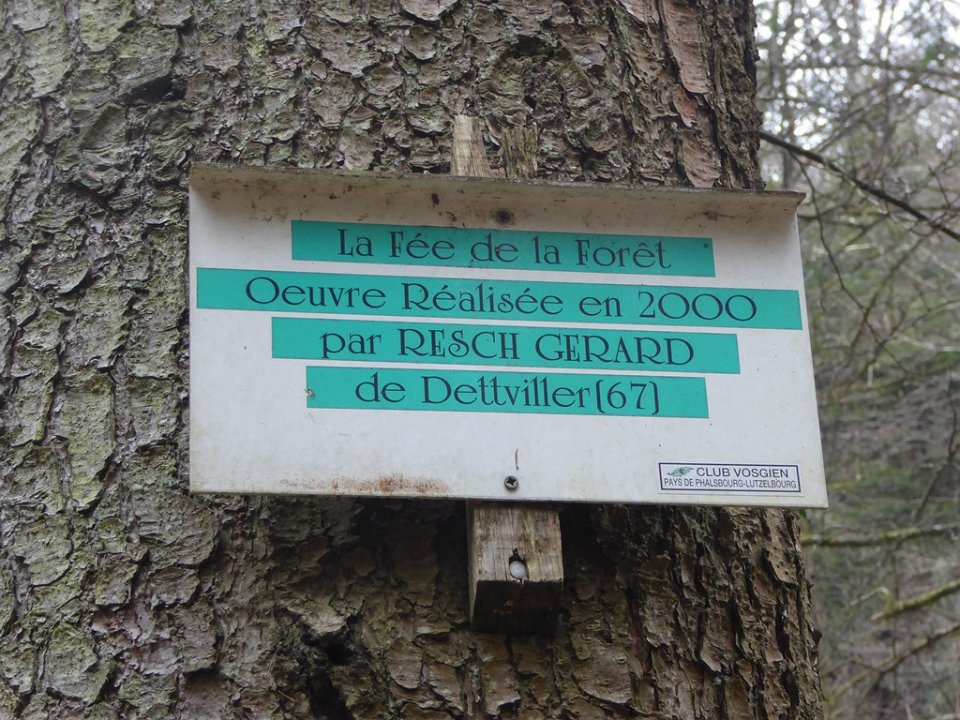 La Fée de la Forêt
Oeuvre Réalisée en 2000
par RESCH GERARD
de Dettviller (67)
CLUB VOSGIEN
PAYS DE PHALSBOURG-LUTZELBOURG